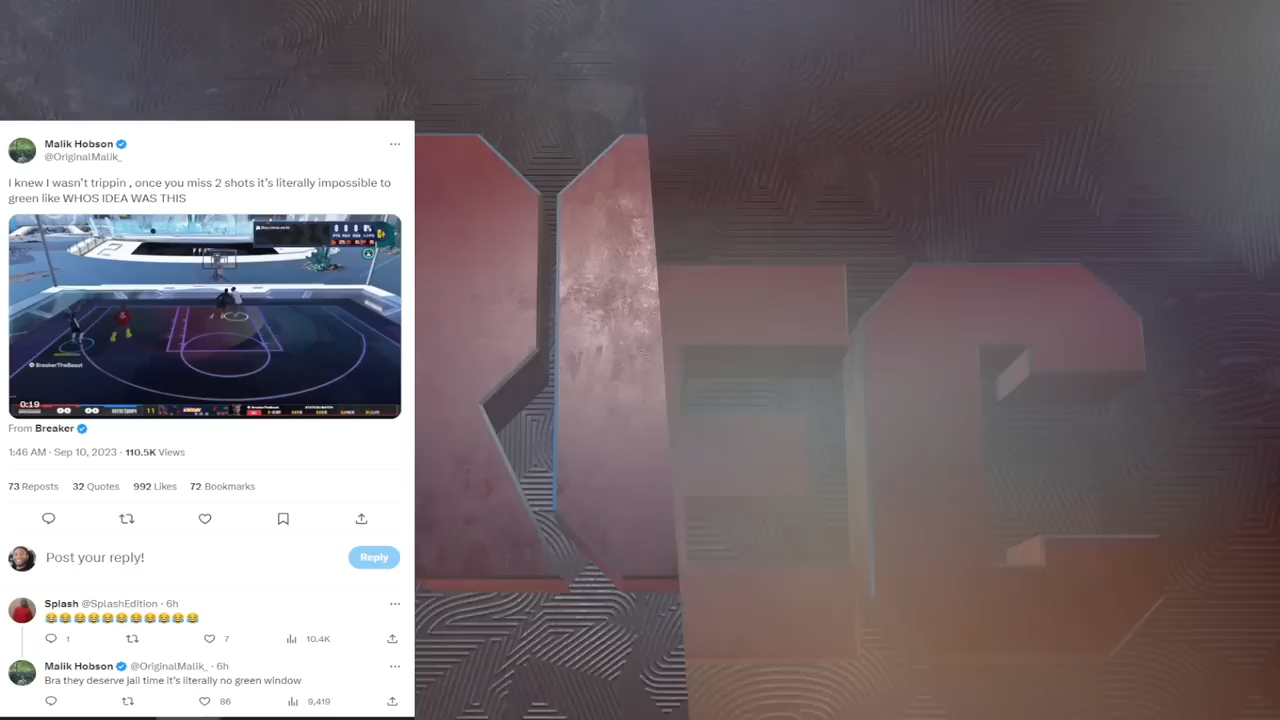 Malik Hobson
@OriginalMalik_
I knew I wasn't trippin , once you miss 2 shots it's literally impossible to
green like WHOS IDEA WAS THIS
BreakerTheBeast
0:19
From Breaker
1:46 AM · Sep 10, 2023 · 110.5K Views
73 Reposts 32 Quotes 992 Likes 72 Bookmarks
Post your reply!
Reply
Splash @SplashEdition · 6h
😂😂😂😂😂😂😂😂😂😂😂
1 7 10.4K
Malik Hobson @OriginalMalik_ · 6h
Bra they deserve jail time it's literally no green window
86 9,419